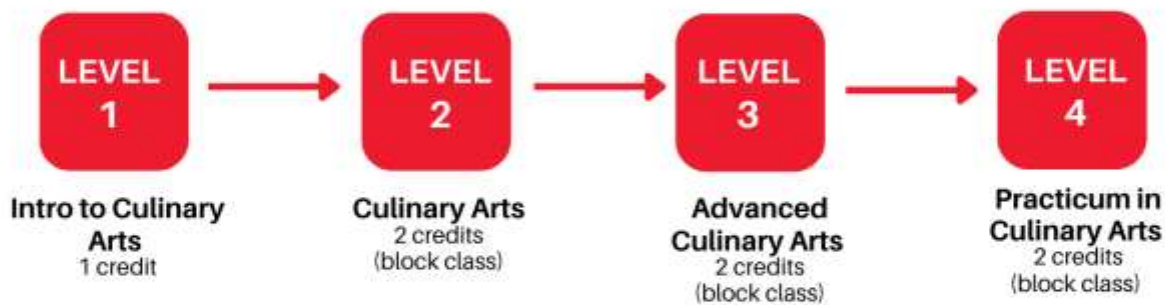 LEVEL
1
LEVEL
2
LEVEL
3
LEVEL
4
Intro to Culinary
Arts
1 credit
Culinary Arts
2 credits
(block class)
Advanced
Culinary Arts
2 credits
(block class)
Practicum in
Culinary Arts
2 credits
(block class)